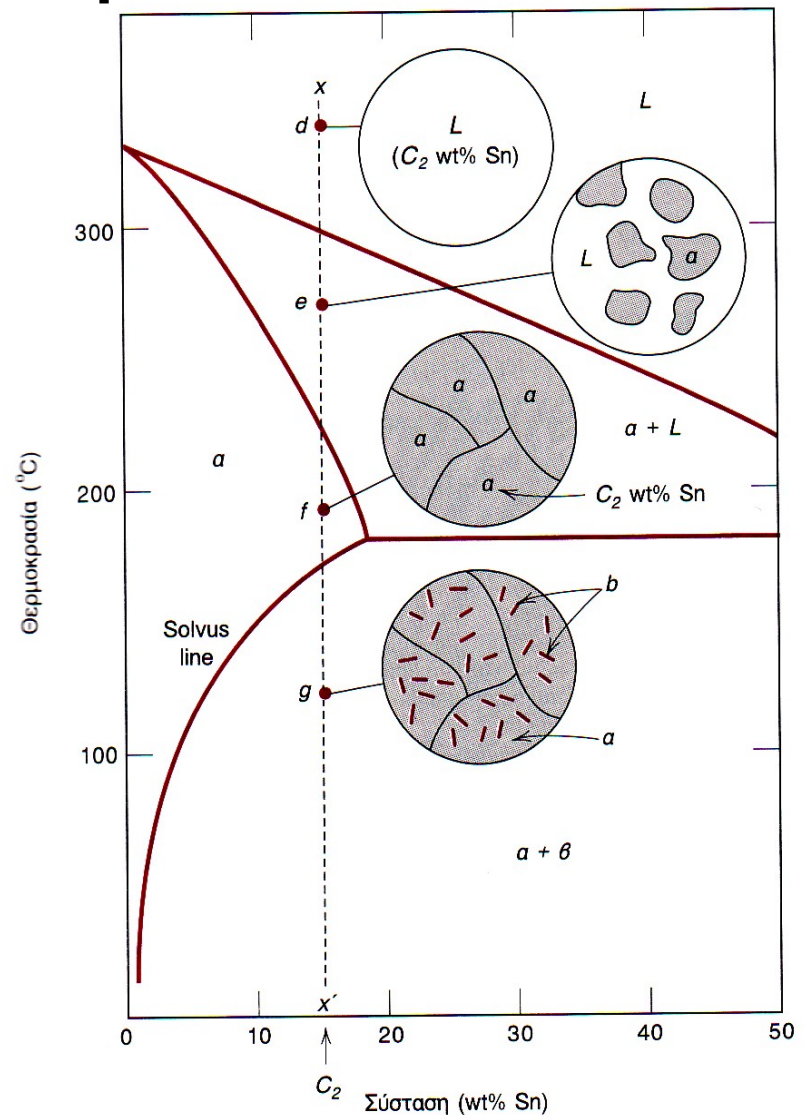 x
L
d
L
(C₂ wt% Sn)
300
L
a
e
a
a
a
a + L
a
a
C₂ wt% Sn
200
f
Θερμοκρασία (°C)
b
Solvus
line
g
a
100
a + β
x′
0
10
20
30
40
50
C₂
Σύσταση (wt% Sn)